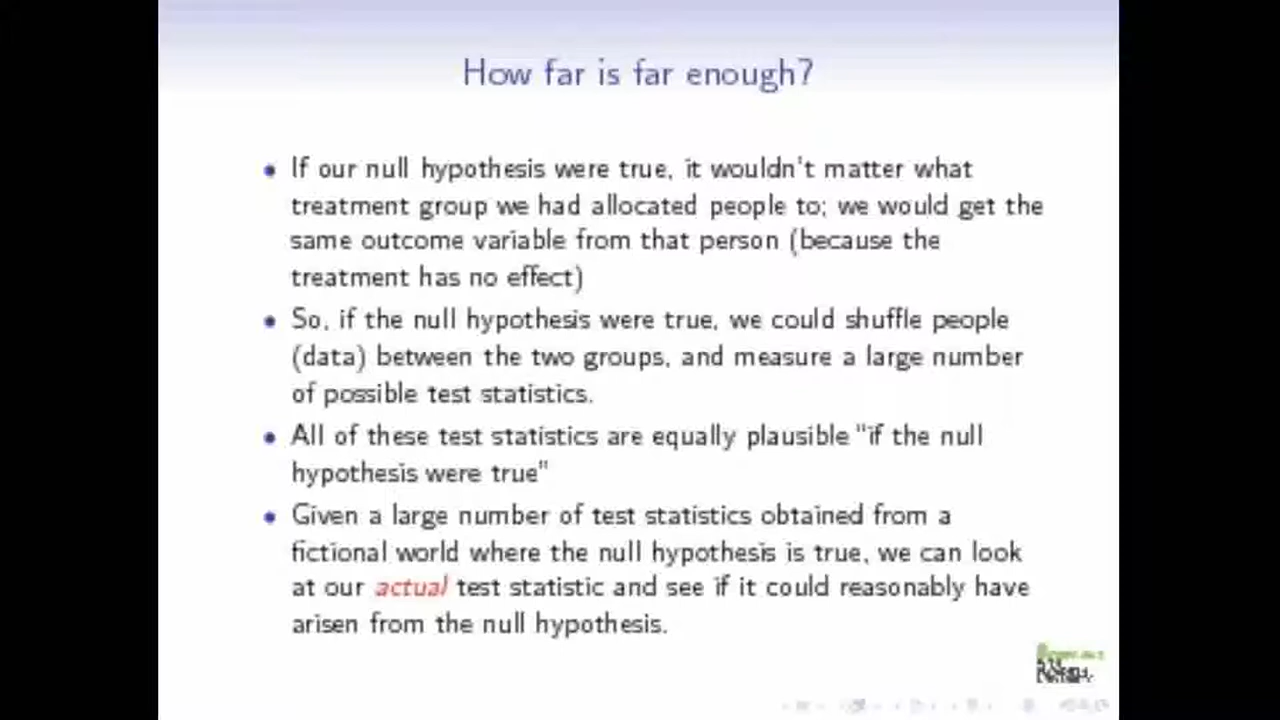 How far is far enough?
• If our null hypothesis were true, it wouldn't matter what
treatment group we had allocated people to; we would get the
same outcome variable from that person (because the
treatment has no effect)
• So, if the null hypothesis were true, we could shuffle people
(data) between the two groups, and measure a large number
of possible test statistics.
• All of these test statistics are equally plausible "if the null
hypothesis were true"
• Given a large number of test statistics obtained from a
fictional world where the null hypothesis is true, we can look
at our actual test statistic and see if it could reasonably have
arisen from the null hypothesis.